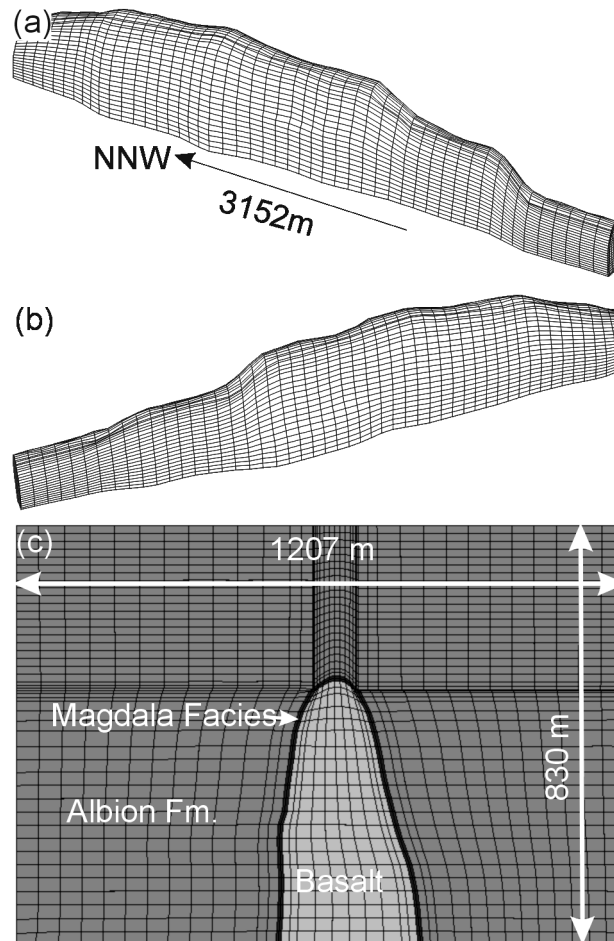 (a)
NNW
3152m
(b)
(c)
1207 m
Magdala Facies
830 m
Albion Fm.
Basalt